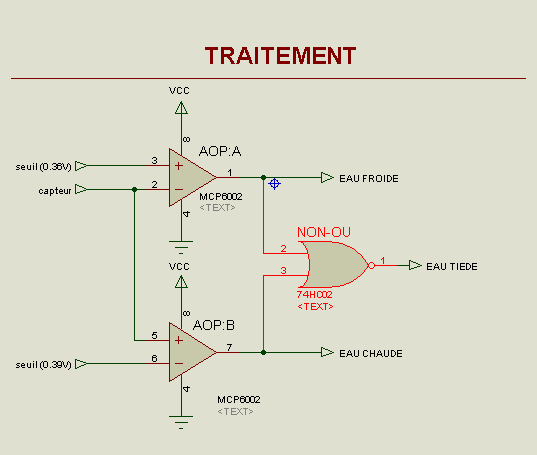 TRAITEMENT
VCC
8
AOP:A
seuil (0.36V)
3
1
EAU FROIDE
capteur
2
MCP6002
<TEXT>
4
NON-OU
2
1
EAU TIEDE
3
74HC02
<TEXT>
VCC
8
AOP:B
5
7
EAU CHAUDE
seuil (0.39V)
6
4
MCP6002
<TEXT>